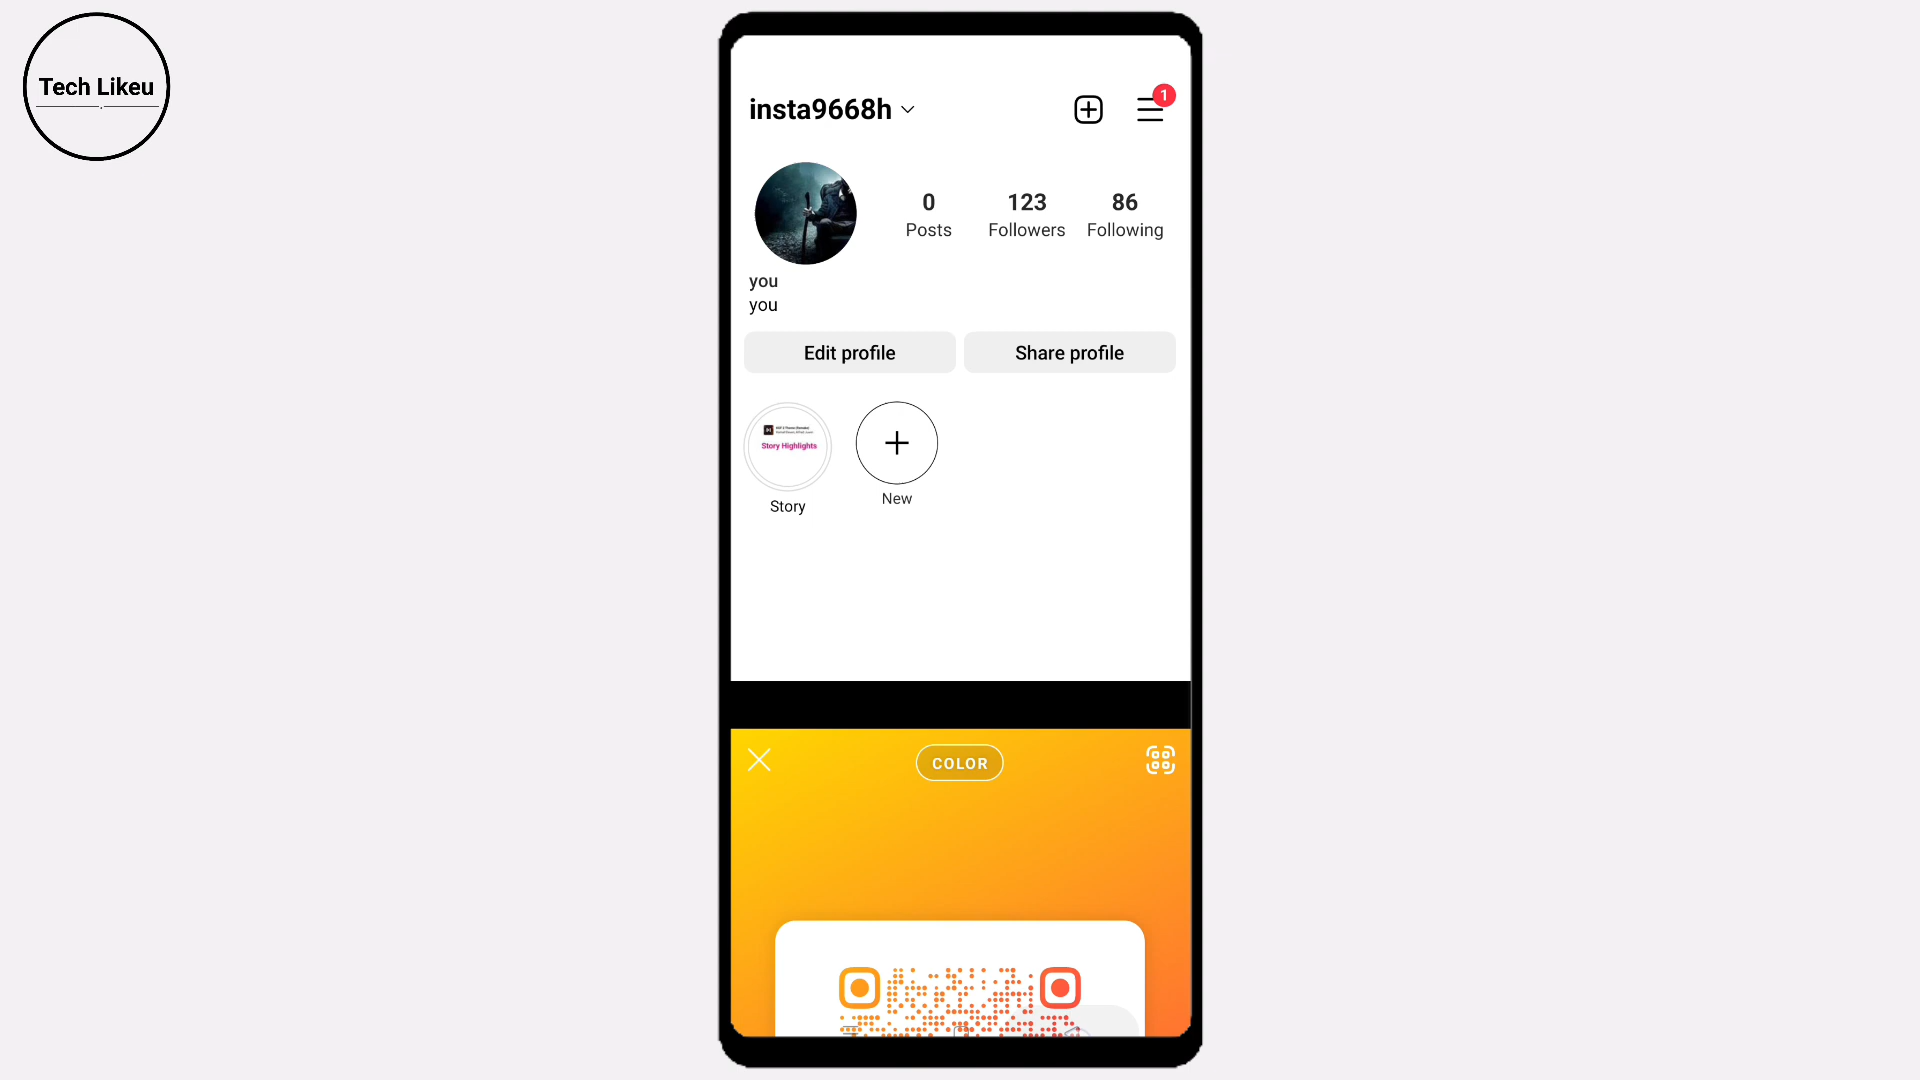 Tech Likeu
insta9668h
1
0
Posts
123
Followers
86
Following
you
you
Edit profile
Share profile
Story Highlights
Story
New
COLOR